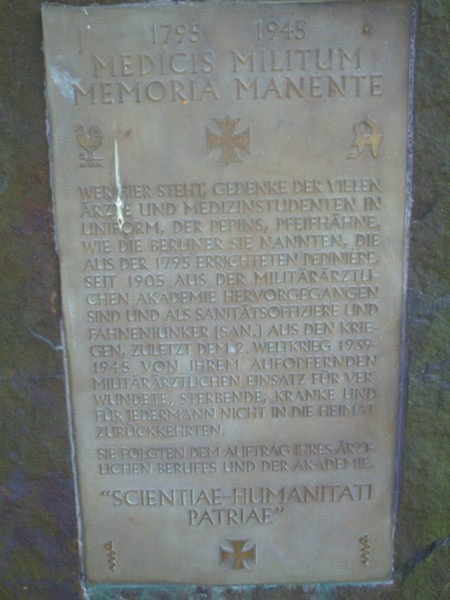 1795 1945
MEDICIS MILITUM
MEMORIA MANENTE
WER HIER STEHT, GEDENKE DER VIELEN
ÄRZTE UND MEDIZINSTUDENTEN IN
UNIFORM, DER PEPINS, PFEIFHÄHNE,
WIE DIE BERLINER SIE NANNTEN, DIE
AUS DER 1795 ERRICHTETEN PEPINIÈRE,
SEIT 1905 AUS DER MILITÄRÄRZTLI-
CHEN AKADEMIE HERVORGEGANGEN
SIND UND ALS SANITÄTSOFFIZIERE UND
FAHNENJUNKER (SAN.) AUS DEN KRIE-
GEN, ZULETZT DEM 2. WELTKRIEG 1939-
1945 VON IHREM AUFOPFERNDEN
MILITÄRÄRZTLICHEN EINSATZ FÜR VER-
WUNDETE, STERBENDE, KRANKE UND
FÜR JEDERMANN NICHT IN DIE HEIMAT
ZURÜCKKEHRTEN.
SIE FOLGTEN DEM AUFTRAG IHRES ÄRZT-
LICHEN BERUFES UND DER AKADEMIE.
"SCIENTIAE-HUMANITATI
PATRIAE"